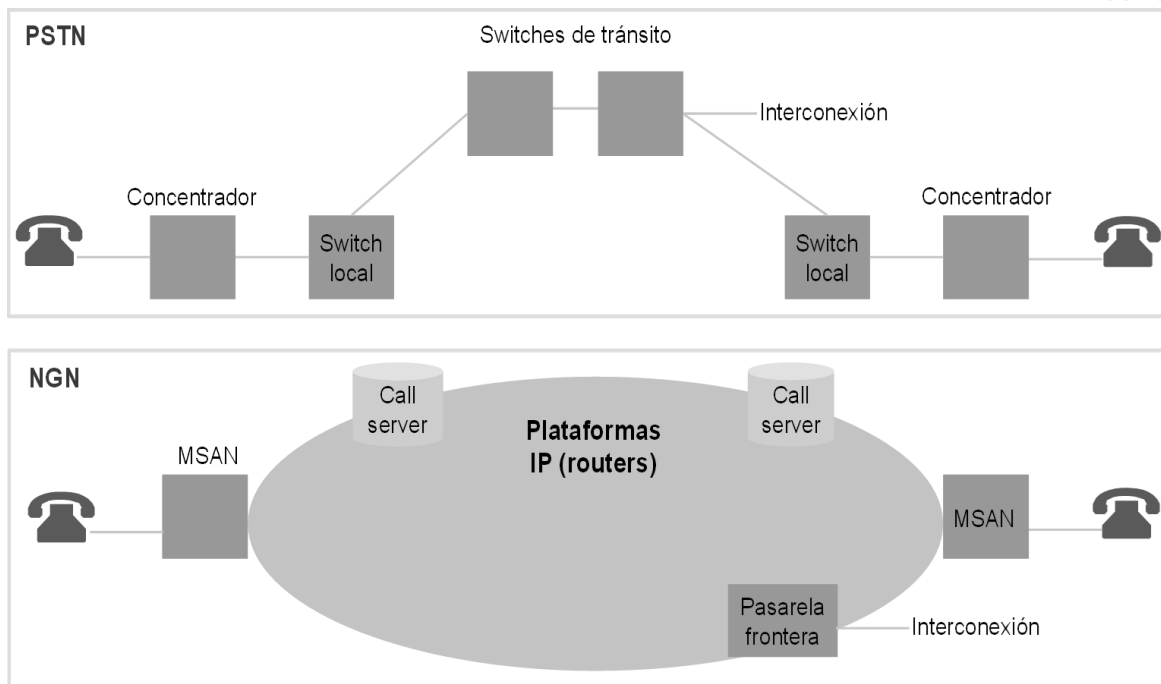 PSTN
Switches de tránsito
Interconexión
Concentrador
Concentrador
Switch
local
Switch
local
NGN
Call
server
Call
server
Plataformas
IP (routers)
MSAN
MSAN
Pasarela
frontera
Interconexión